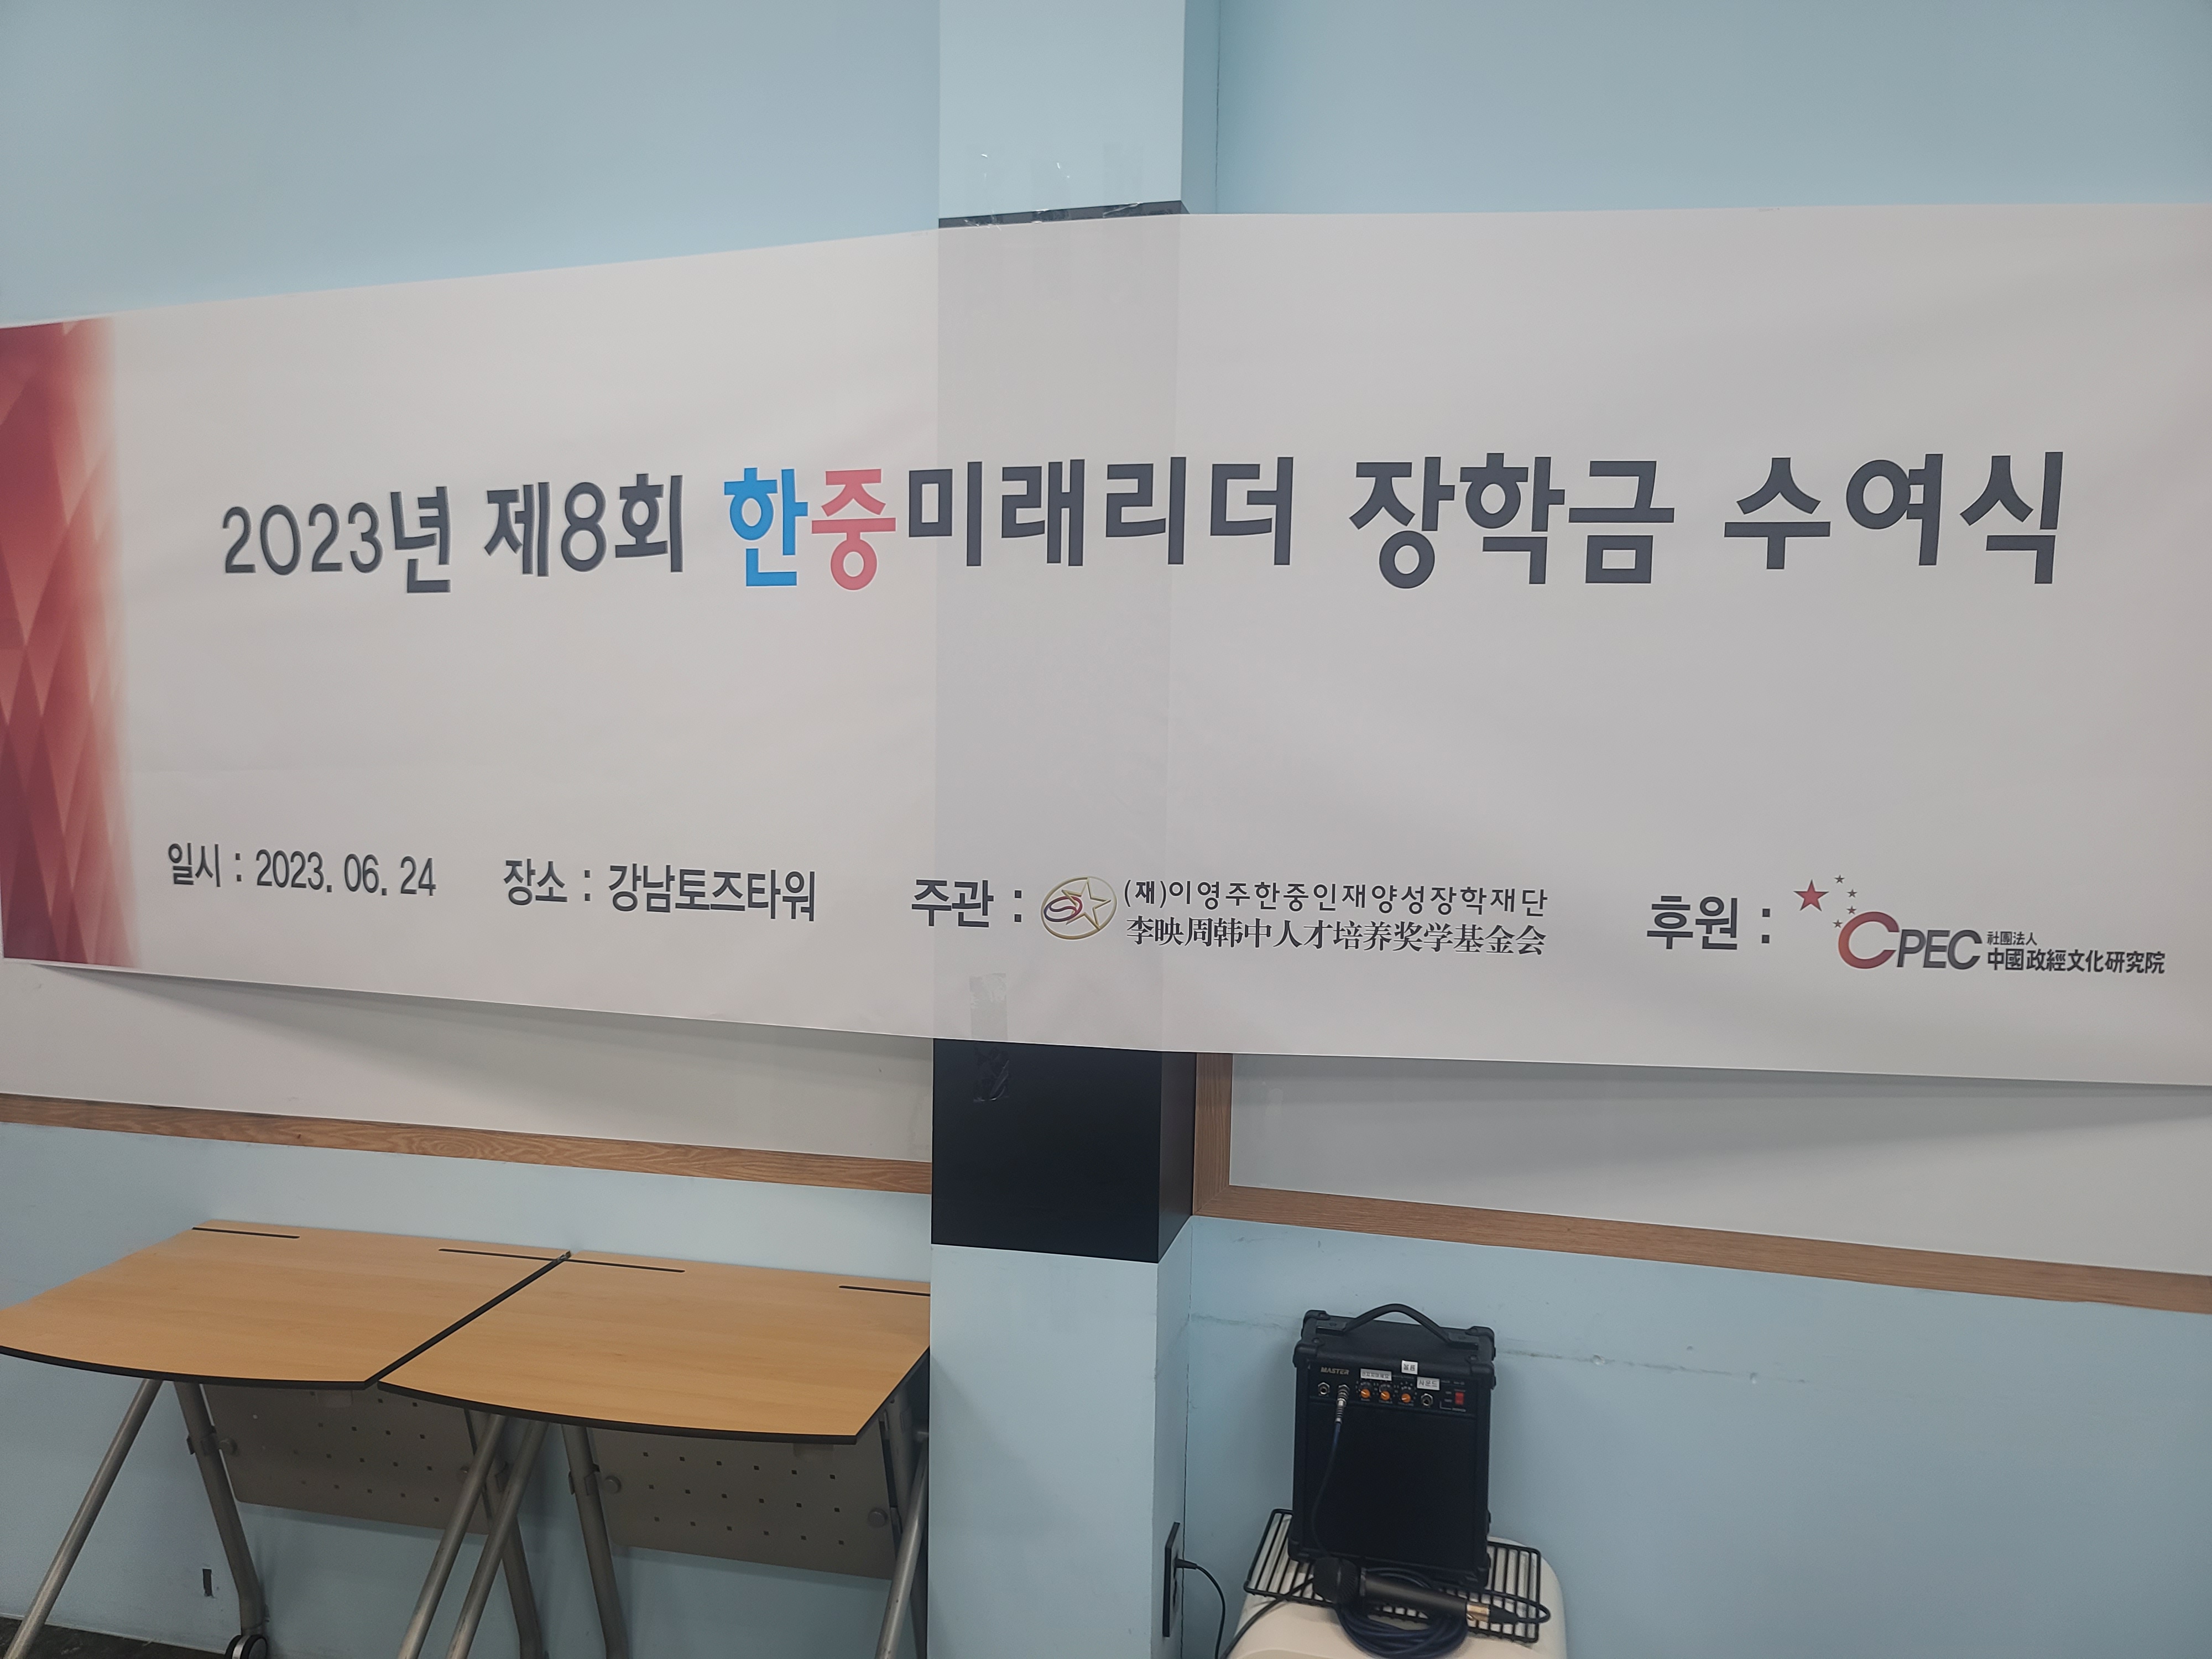 2023년 제8회 한중미래리더 장학금 수여식
일시 : 2023. 06. 24
장소 : 강남토즈타워
주관 :
(재)이영주한중인재양성장학재단
李映周韩中人才培养奖学基金会
후원 :
CPEC
社團法人
中國政經文化研究院
MASTER
사운드